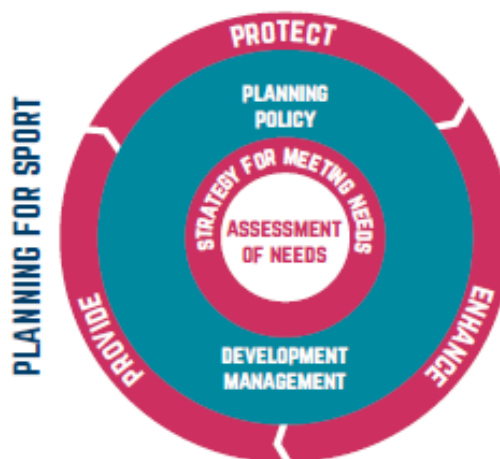 PLANNING FOR SPORT
PROTECT
PLANNING
POLICY
STRATEGY FOR MEETING NEEDS
ASSESSMENT
OF NEEDS
DEVELOPMENT
MANAGEMENT
PROVIDE
ENHANCE